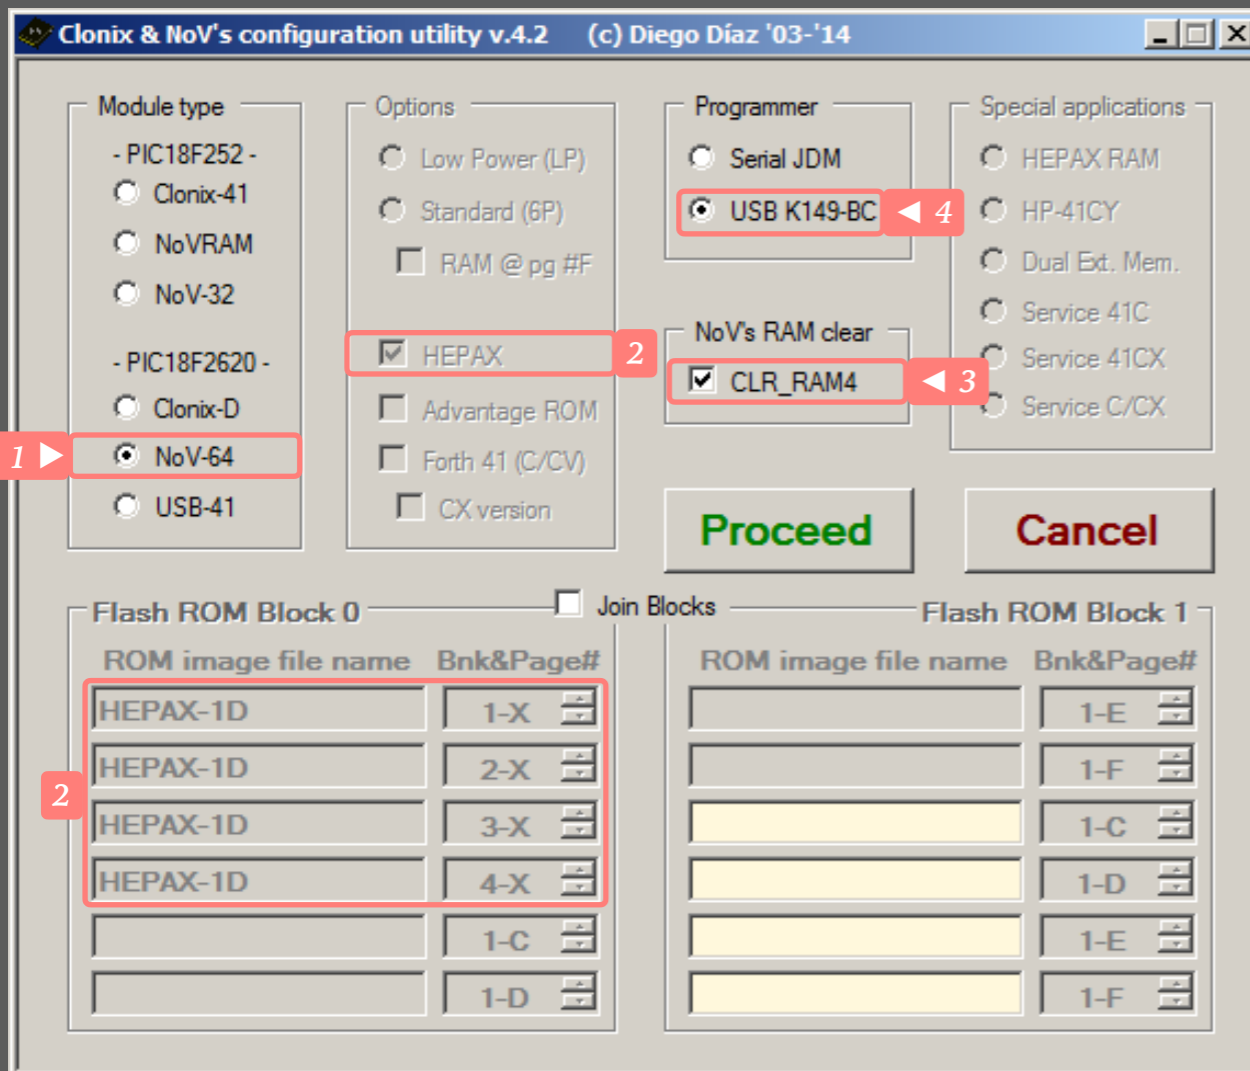 Clonix & NoV's configuration utility v.4.2 (c) Diego Díaz '03-'14
Module type
- PIC18F252 -
Clonix-41
NoVRAM
NoV-32
- PIC18F2620 -
Clonix-D
1 NoV-64
USB-41
Options
Low Power (LP)
Standard (6P)
RAM @ pg #F
HEPAX 2
Advantage ROM
Forth 41 (C/CV)
CX version
Programmer
Serial JDM
USB K149-BC 4
NoV's RAM clear
CLR_RAM4 3
Special applications
HEPAX RAM
HP-41CY
Dual Ext. Mem.
Service 41C
Service 41CX
Service C/CX
Proceed
Cancel
Join Blocks
Flash ROM Block 0
ROM image file name Bnk&Page#
HEPAX-1D 1-X
HEPAX-1D 2-X
2
HEPAX-1D 3-X
HEPAX-1D 4-X
1-C
1-D
Flash ROM Block 1
ROM image file name Bnk&Page#
1-E
1-F
1-C
1-D
1-E
1-F